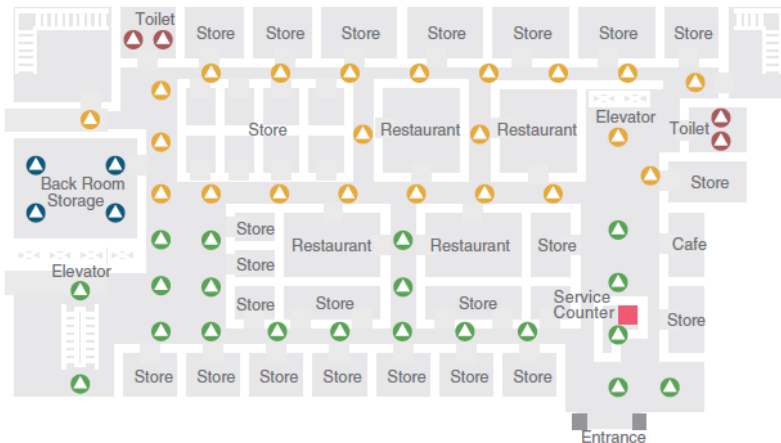 Toilet
Store
Store
Store
Store
Store
Store
Store
Elevator
Store
Restaurant
Restaurant
Toilet
Back Room
Storage
Store
Store
Restaurant
Restaurant
Store
Cafe
Store
Elevator
Store
Store
Store
Service
Counter
Store
Store
Store
Store
Store
Store
Store
Store
Entrance